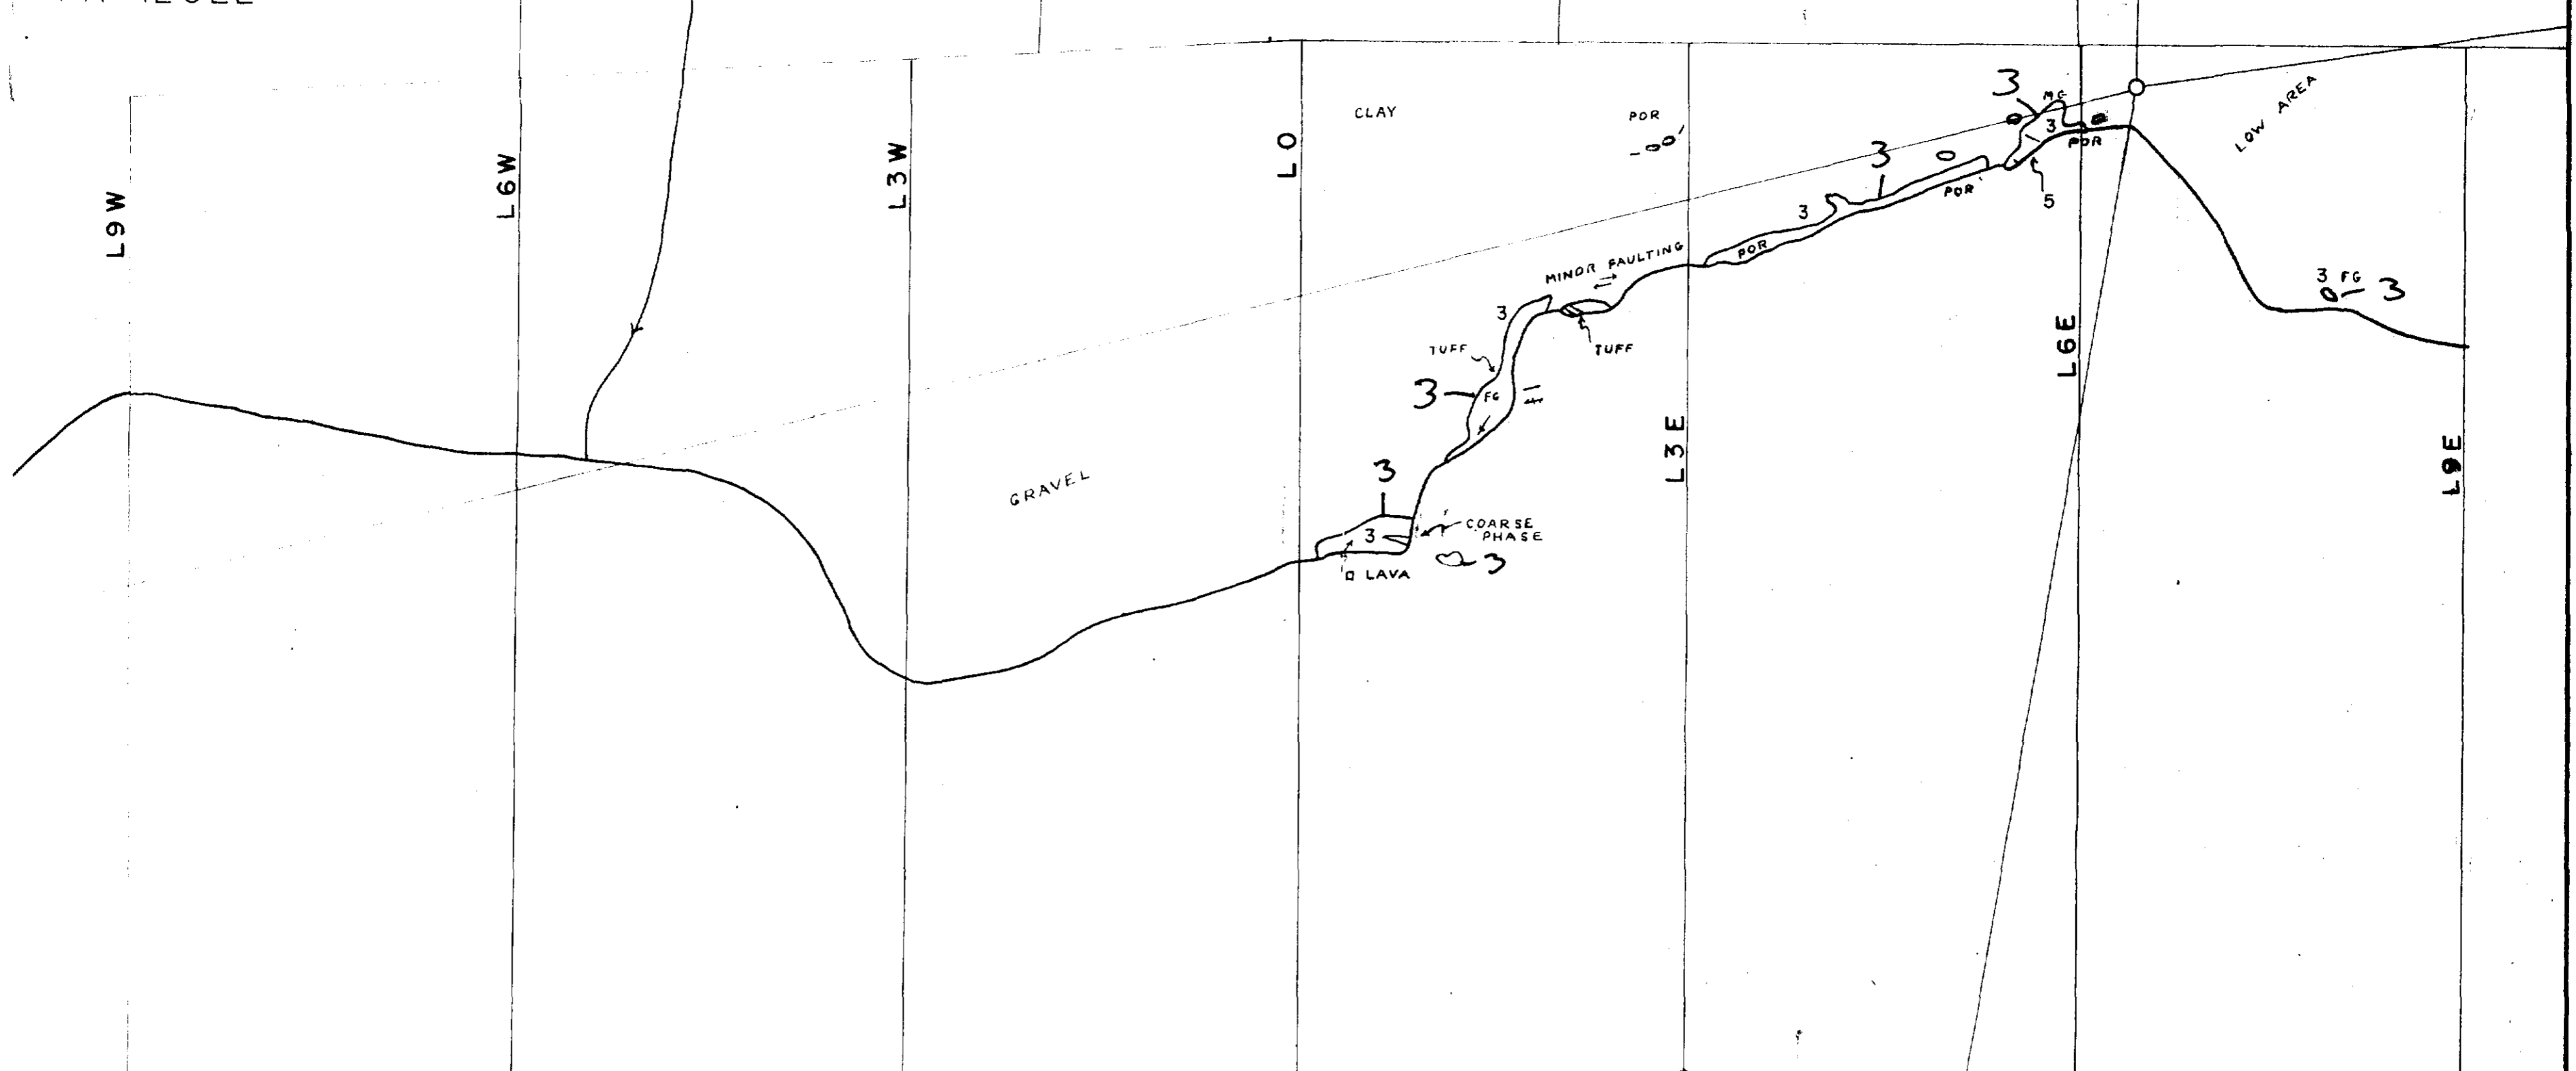 CLAY
POR
3
MG
3
POR
5
LOW AREA
3
POR
3
POR
L9W
L6W
L3W
L0
L3E
L6E
L9E
MINOR FAULTING
3
TUFF
TUFF
3
FG
3 FG
3
GRAVEL
3
3
COARSE
PHASE
3
LAVA